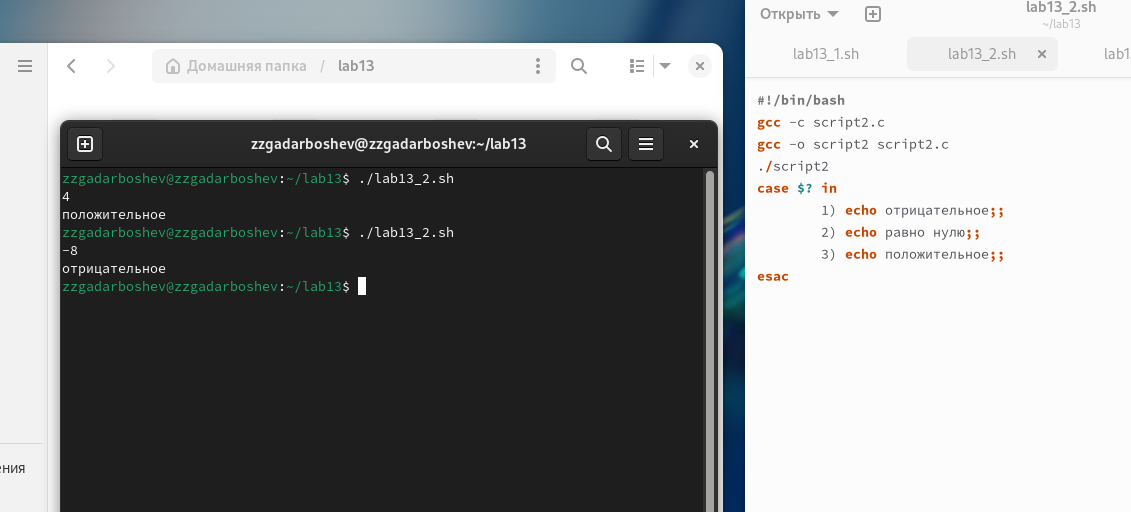 Домашняя папка / lab13
zzgadarboshev@zzgadarboshev:~/lab13
zzgadarboshev@zzgadarboshev:~/lab13$ ./lab13_2.sh
4
положительное
zzgadarboshev@zzgadarboshev:~/lab13$ ./lab13_2.sh
-8
отрицательное
zzgadarboshev@zzgadarboshev:~/lab13$
ения
Открыть
lab13_2.sh
~/lab13
lab13_1.sh
lab13_2.sh
lab1
#!/bin/bash
gcc -c script2.c
gcc -o script2 script2.c
./script2
case $? in
1) echo отрицательное;;
2) echo равно нулю;;
3) echo положительное;;
esac